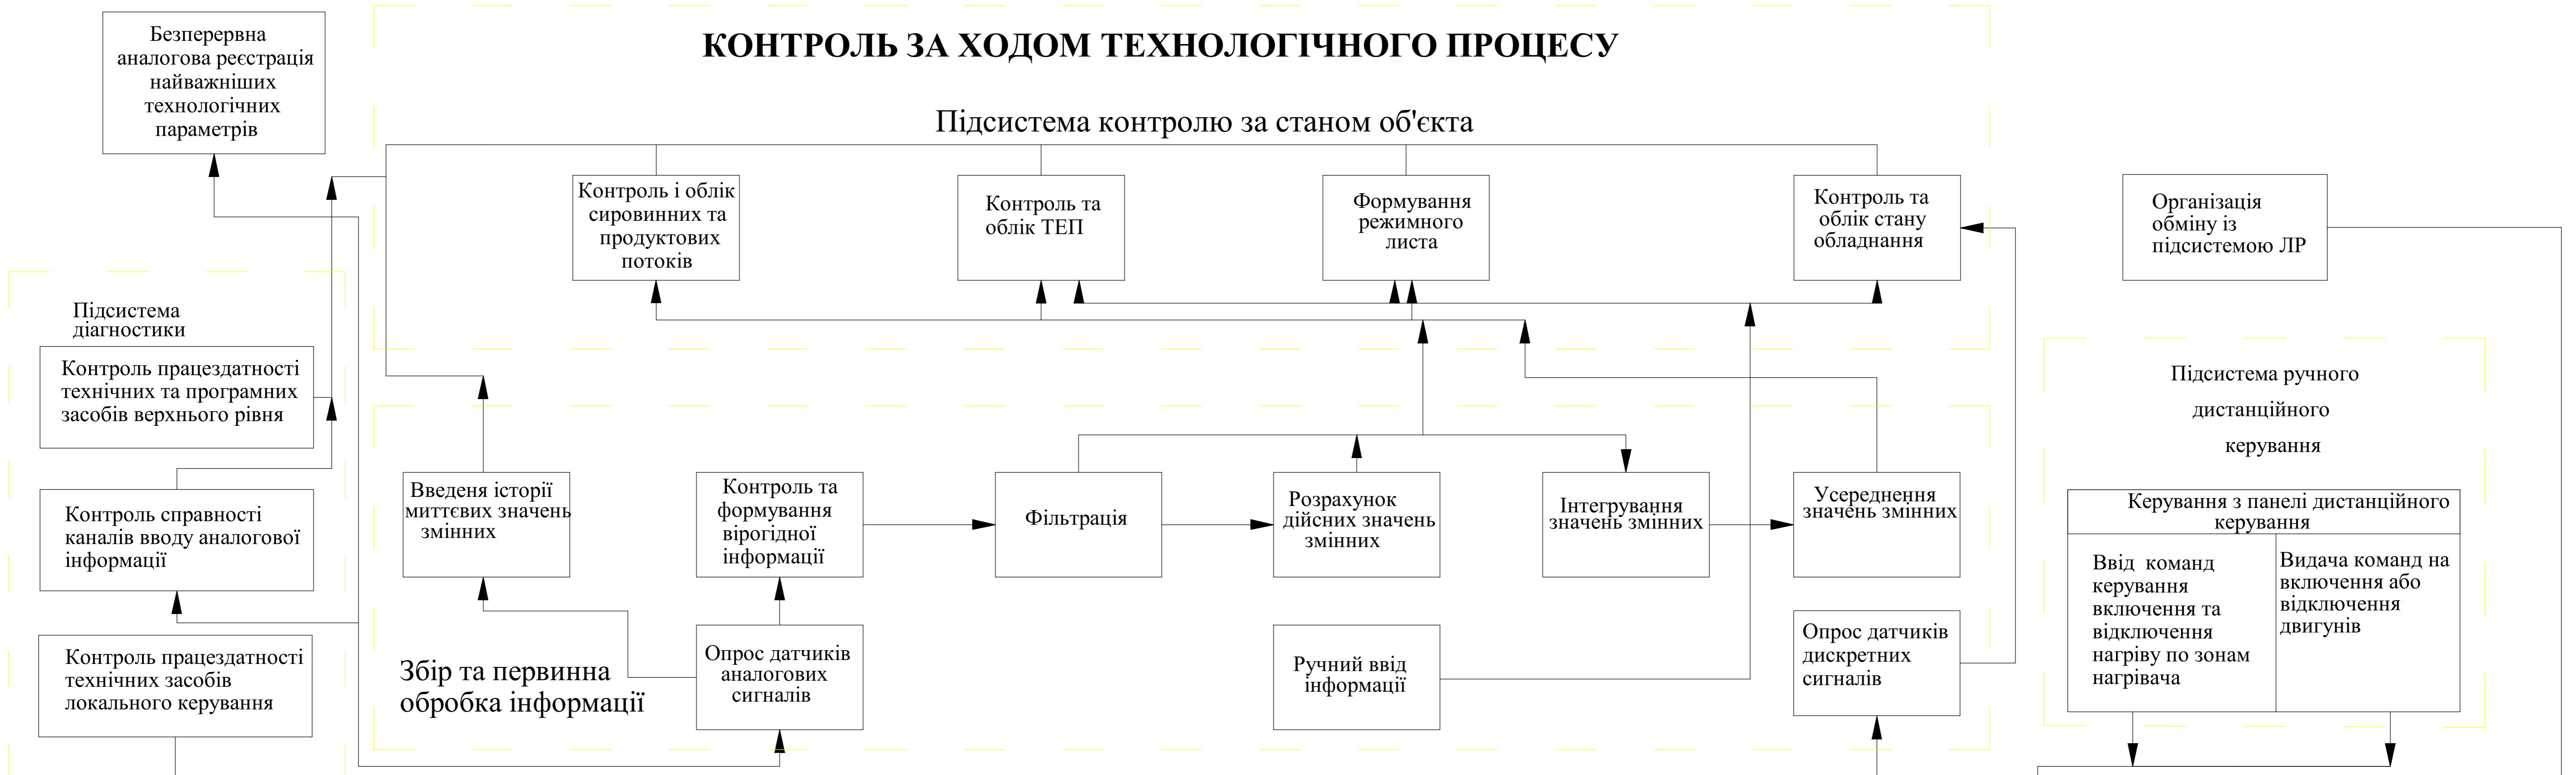 Безперервна
аналогова реєстрація
найважніших
технологічних
параметрів
КОНТРОЛЬ ЗА ХОДОМ ТЕХНОЛОГІЧНОГО ПРОЦЕСУ
Підсистема контролю за станом об'єкта
Контроль і облік
сировинних та
продуктових
потоків
Контроль та
облік ТЕП
Формування
режимного
листа
Контроль та
облік стану
обладнання
Організація
обміну із
підсистемою ЛР
Підсистема
діагностики
Контроль працездатності
технічних та програмних
засобів верхнього рівня
Контроль справності
каналів вводу аналогової
інформації
Контроль працездатності
технічних засобів
локального керування
Введеня історії
миттєвих значень
змінних
Контроль та
формування
вірогідної
інформації
Фільтрація
Розрахунок
дійсних значень
змінних
Інтегрування
значень змінних
Усереднення
значень змінних
Збір та первинна
обробка інформації
Опрос датчиків
аналогових
сигналів
Ручний ввід
інформації
Опрос датчиків
дискретних
сигналів
Підсистема ручного
дистанційного
керування
Керування з панелі дистанційного
керування
Ввід команд
керування
включення та
відключення
нагріву по зонам
нагрівача
Видача команд на
включення або
відключення
двигунів